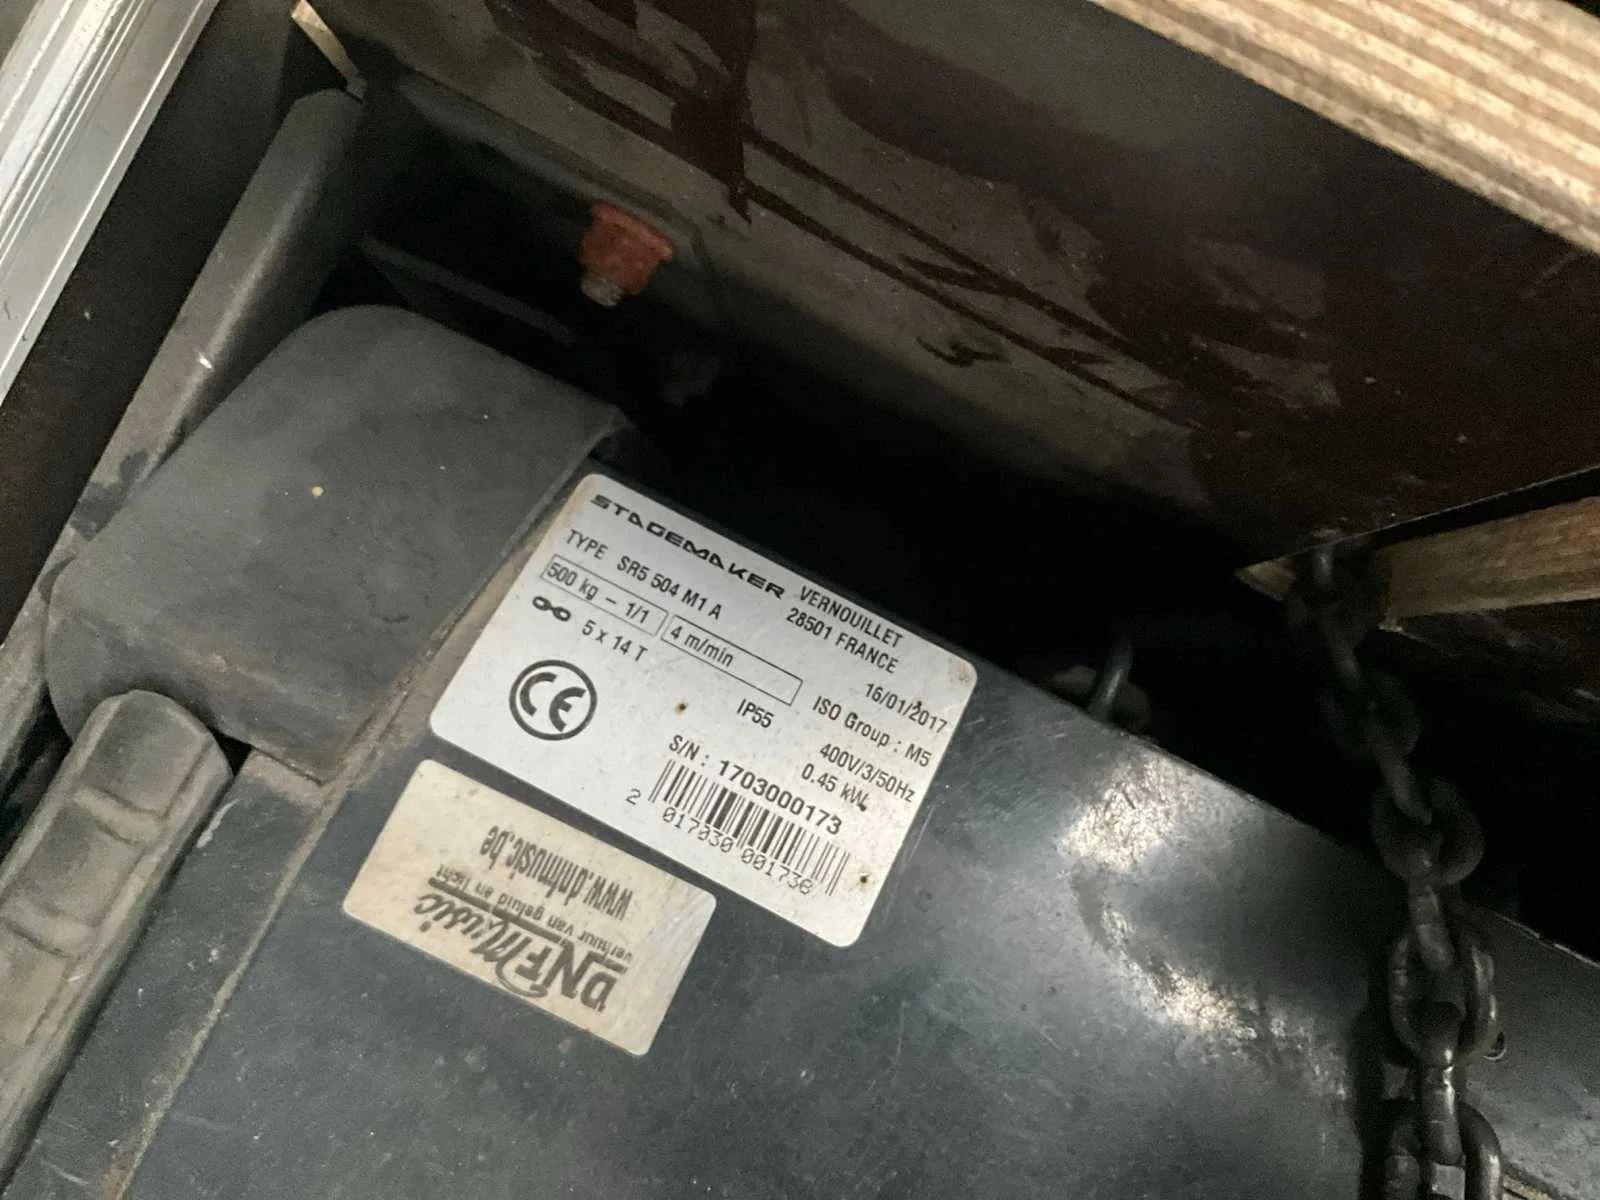 STAGEMAKER VERNOUILLET
28501 FRANCE
TYPE SR5 504 M1 A
16/01/2017
500 kg – 1/1
4 m/min
ISO Group : M5
5 x 14 T
IP55
400V/3/50Hz
0.45 kW
CE
S/N : 1703000173
2 017030 001736
DNFMusic
verhuur van geluid en licht
www.dnfmusic.be